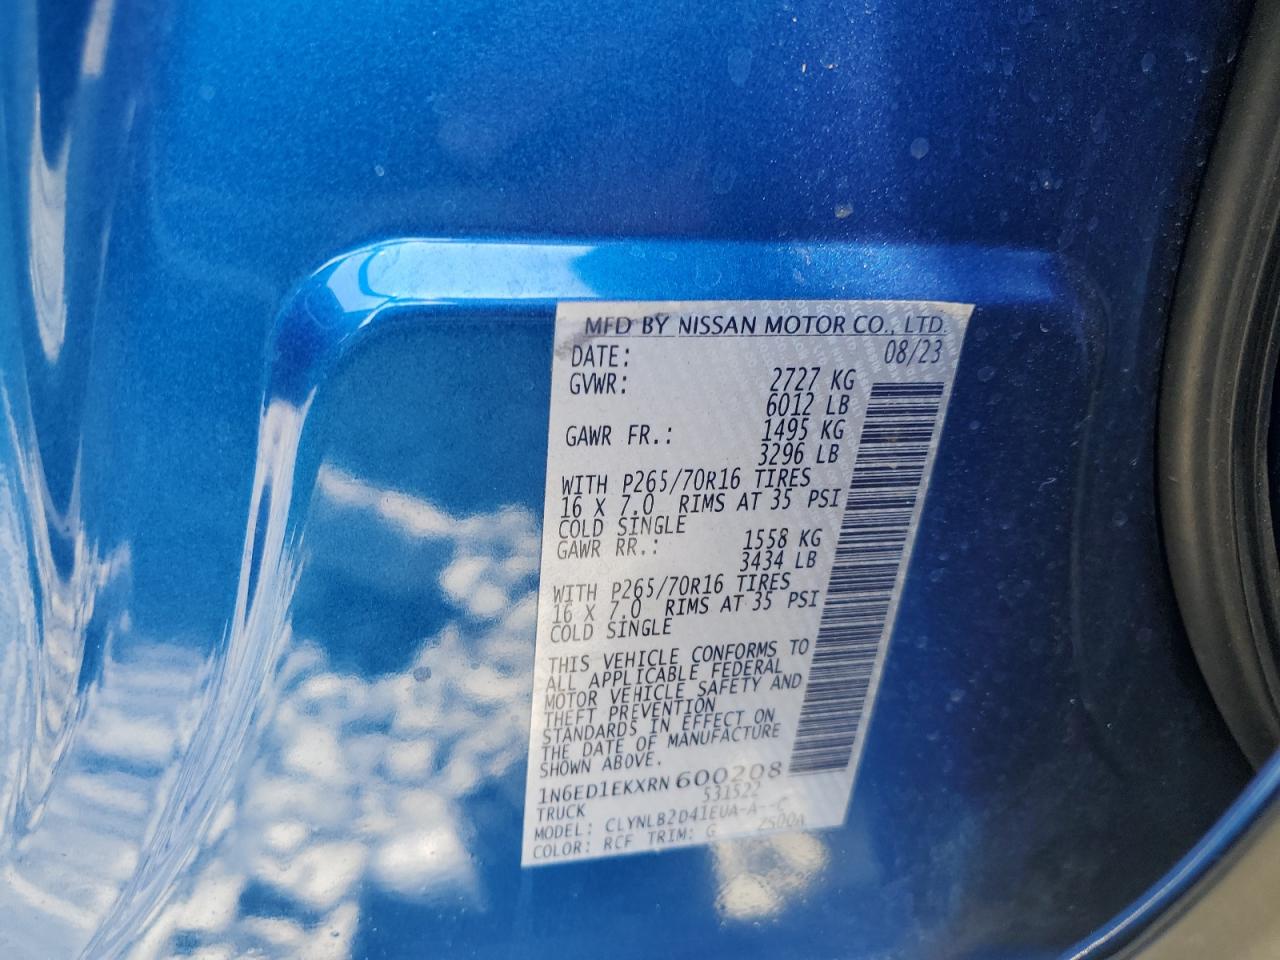 MFD BY NISSAN MOTOR CO., LTD.
DATE: 08/23
GVWR: 2727 KG
6012 LB
GAWR FR.: 1495 KG
3296 LB
WITH P265/70R16 TIRES
16 X 7.0 RIMS AT 35 PSI
COLD SINGLE
GAWR RR.: 1558 KG
3434 LB
WITH P265/70R16 TIRES
16 X 7.0 RIMS AT 35 PSI
COLD SINGLE
THIS VEHICLE CONFORMS TO
ALL APPLICABLE FEDERAL
MOTOR VEHICLE SAFETY AND
THEFT PREVENTION
STANDARDS IN EFFECT ON
THE DATE OF MANUFACTURE
SHOWN ABOVE.
1N6ED1EKXRN 600208
TRUCK 531522
MODEL: CLYNLB2D41EUA-A--C
COLOR: RCF TRIM: G 2S00A